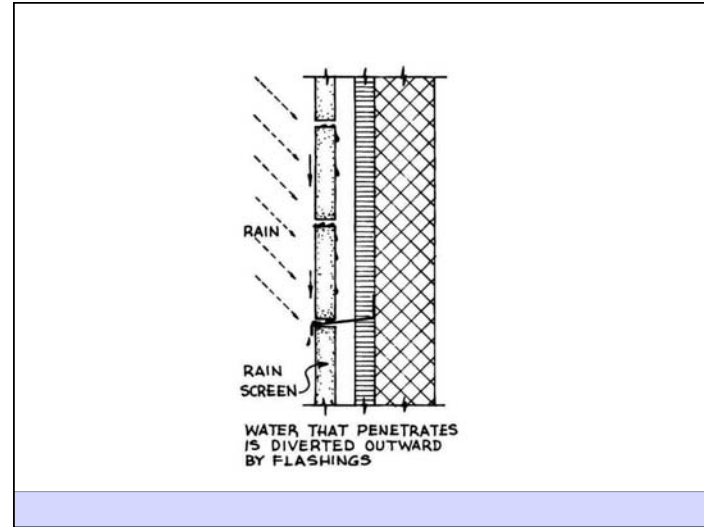 RAIN
RAIN
SCREEN
WATER THAT PENETRATES
IS DIVERTED OUTWARD
BY FLASHINGS